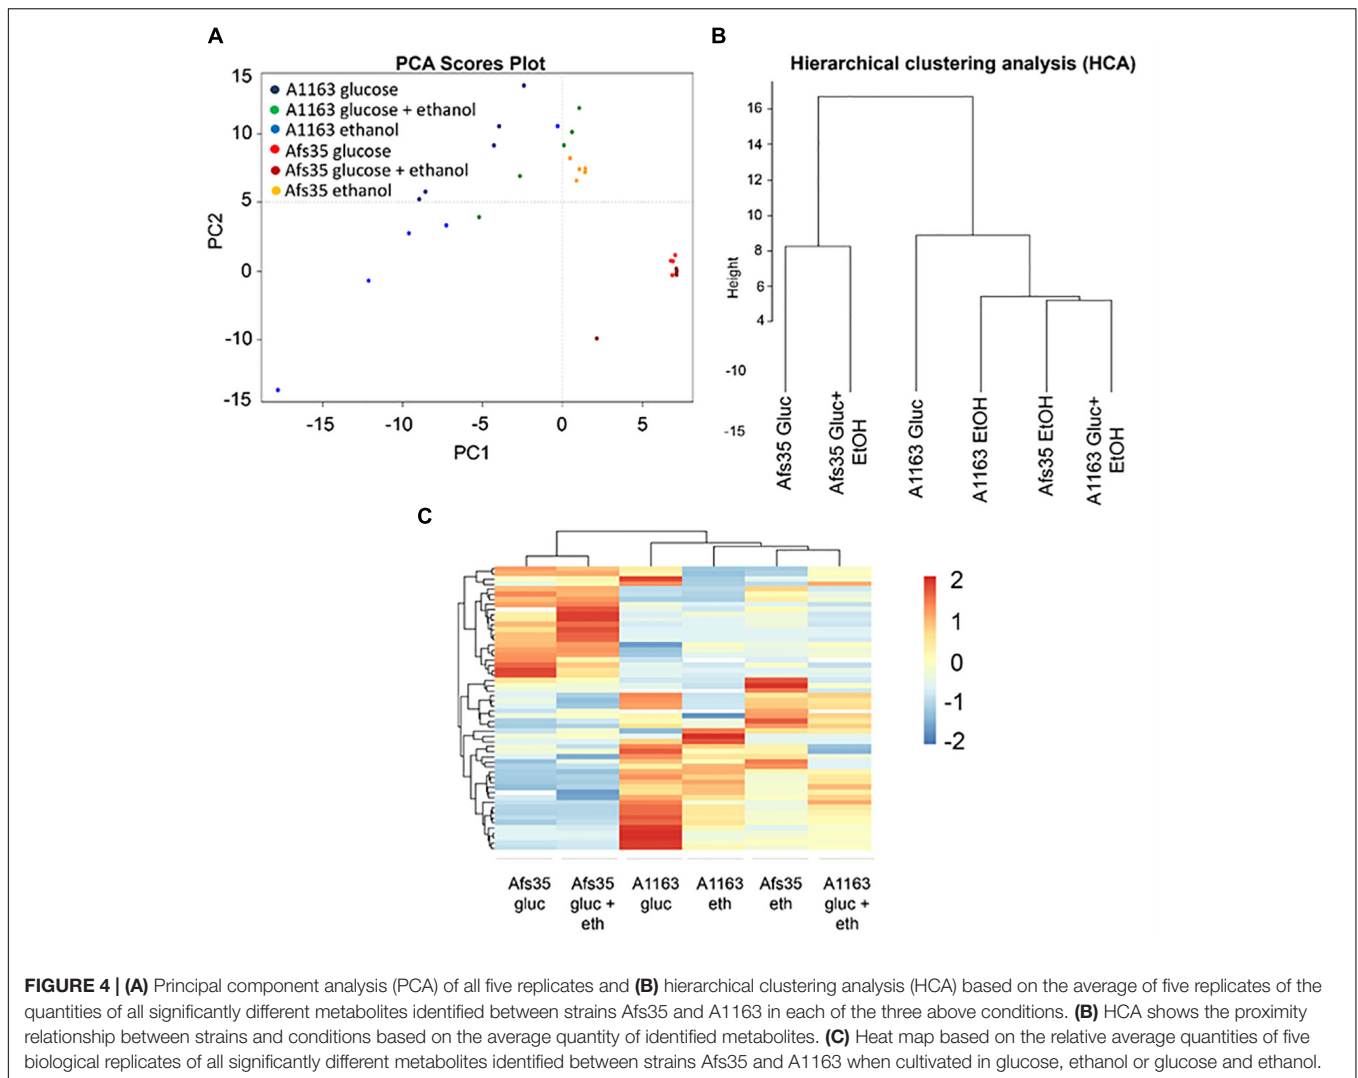 A
PCA Scores Plot
15
10
5
0
-10
-15
PC2
A1163 glucose
A1163 glucose + ethanol
A1163 ethanol
Afs35 glucose
Afs35 glucose + ethanol
Afs35 ethanol
-15 -10 -5 0 5
PC1
B
Hierarchical clustering analysis (HCA)
16
14
12
10
8
6
4
-10
-15
Height
Afs35 Gluc
Afs35 Gluc+
EtOH
A1163 Gluc
A1163 EtOH
Afs35 EtOH
A1163 Gluc+
EtOH
C
2
1
0
-1
-2
Afs35
gluc
Afs35
gluc +
eth
A1163
gluc
A1163
eth
Afs35
eth
A1163
gluc +
eth
FIGURE 4 | (A) Principal component analysis (PCA) of all five replicates and (B) hierarchical clustering analysis (HCA) based on the average of five replicates of the
quantities of all significantly different metabolites identified between strains Afs35 and A1163 in each of the three above conditions. (B) HCA shows the proximity
relationship between strains and conditions based on the average quantity of identified metabolites. (C) Heat map based on the relative average quantities of five
biological replicates of all significantly different metabolites identified between strains Afs35 and A1163 when cultivated in glucose, ethanol or glucose and ethanol.